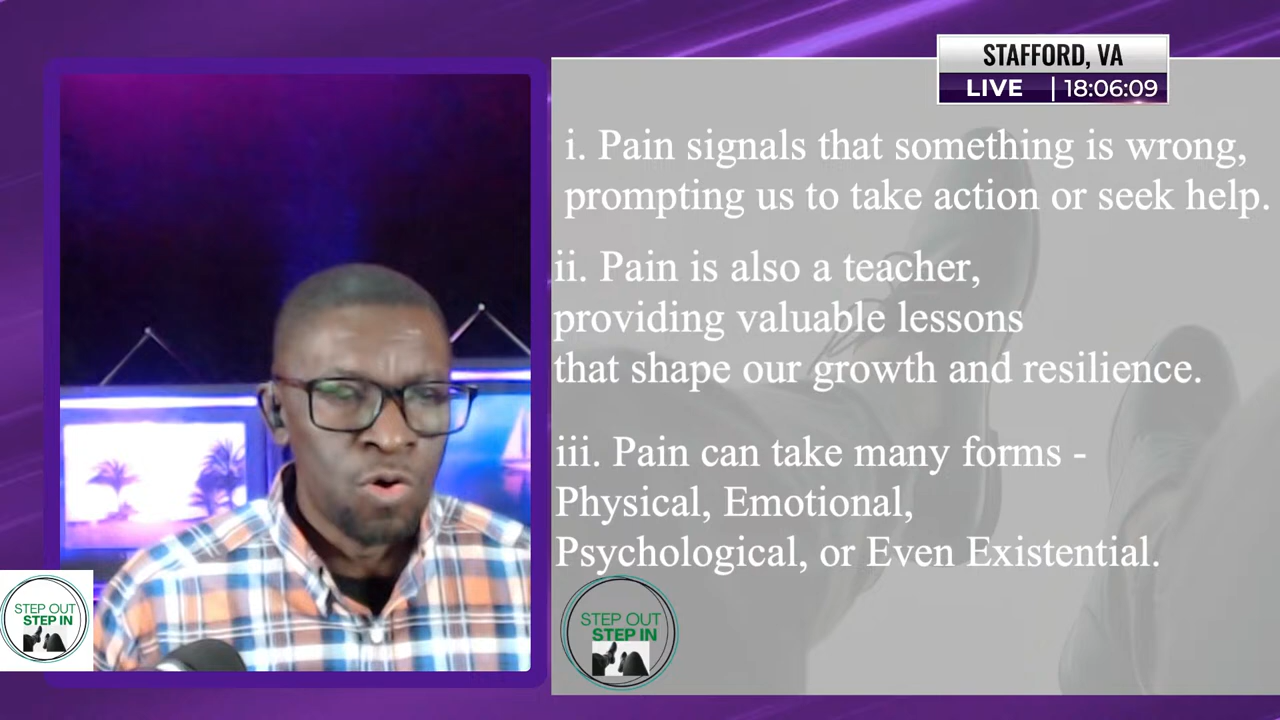 STAFFORD, VA
LIVE | 18:06:09
i. Pain signals that something is wrong,
prompting us to take action or seek help.
ii. Pain is also a teacher,
providing valuable lessons
that shape our growth and resilience.
iii. Pain can take many forms -
Physical, Emotional,
Psychological, or Even Existential.
STEP OUT
STEP IN
STEP OUT
STEP IN